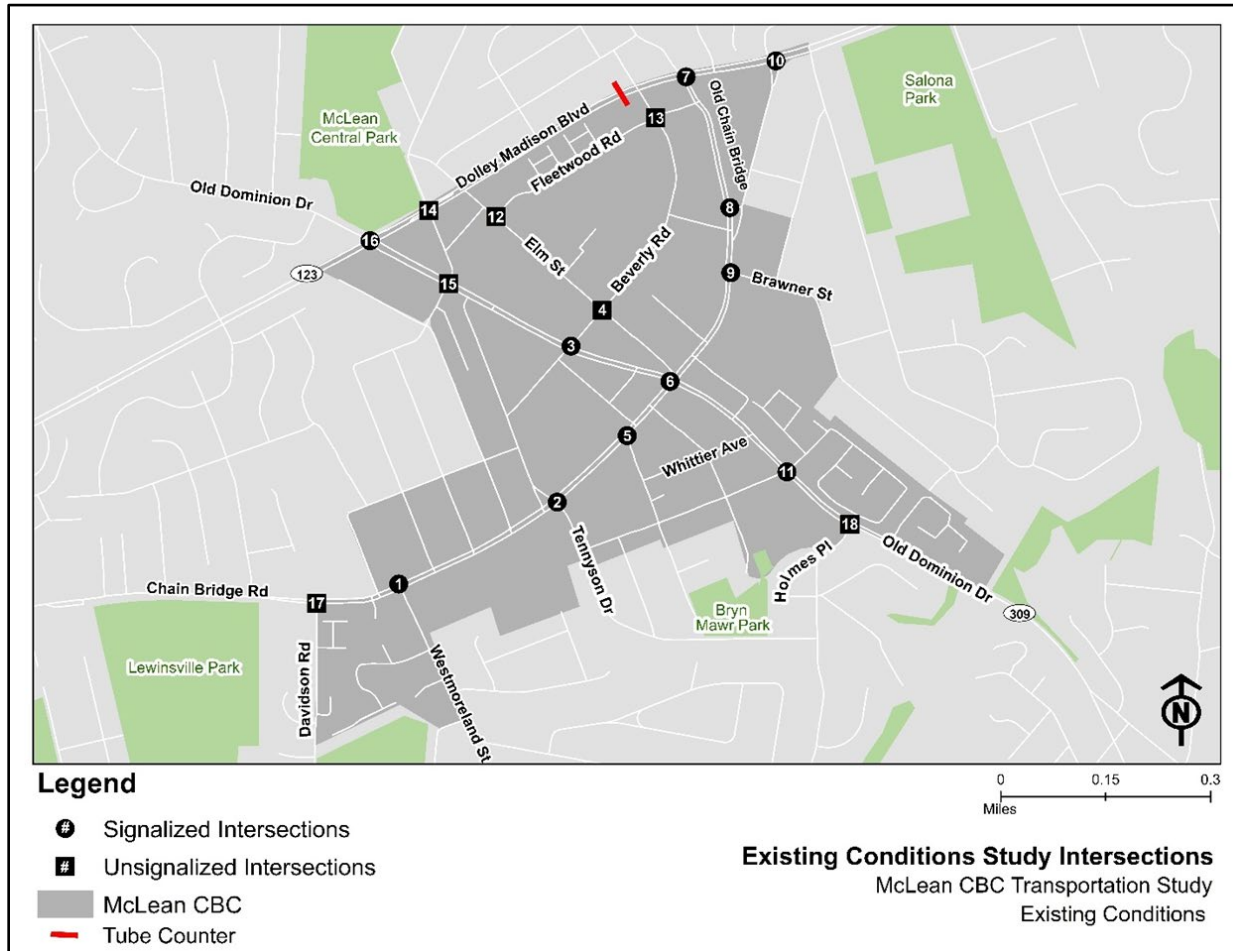 10
7
Salona
Park
McLean
Central Park
Old Chain Bridge
13
Dolley Madison Blvd
Fleetwood Rd
Old Dominion Dr
14
12
8
16
Elm St
Beverly Rd
123
15
9
Brawner St
4
3
6
5
Whittier Ave
11
2
18
Tennyson Dr
Holmes Pl
Old Dominion Dr
Chain Bridge Rd
1
17
Bryn
Mawr Park
309
Lewinsville Park
Davidson Rd
Westmoreland St
N
Legend
# Signalized Intersections
# Unsignalized Intersections
McLean CBC
Tube Counter
0 0.15 0.3
Miles
Existing Conditions Study Intersections
McLean CBC Transportation Study
Existing Conditions